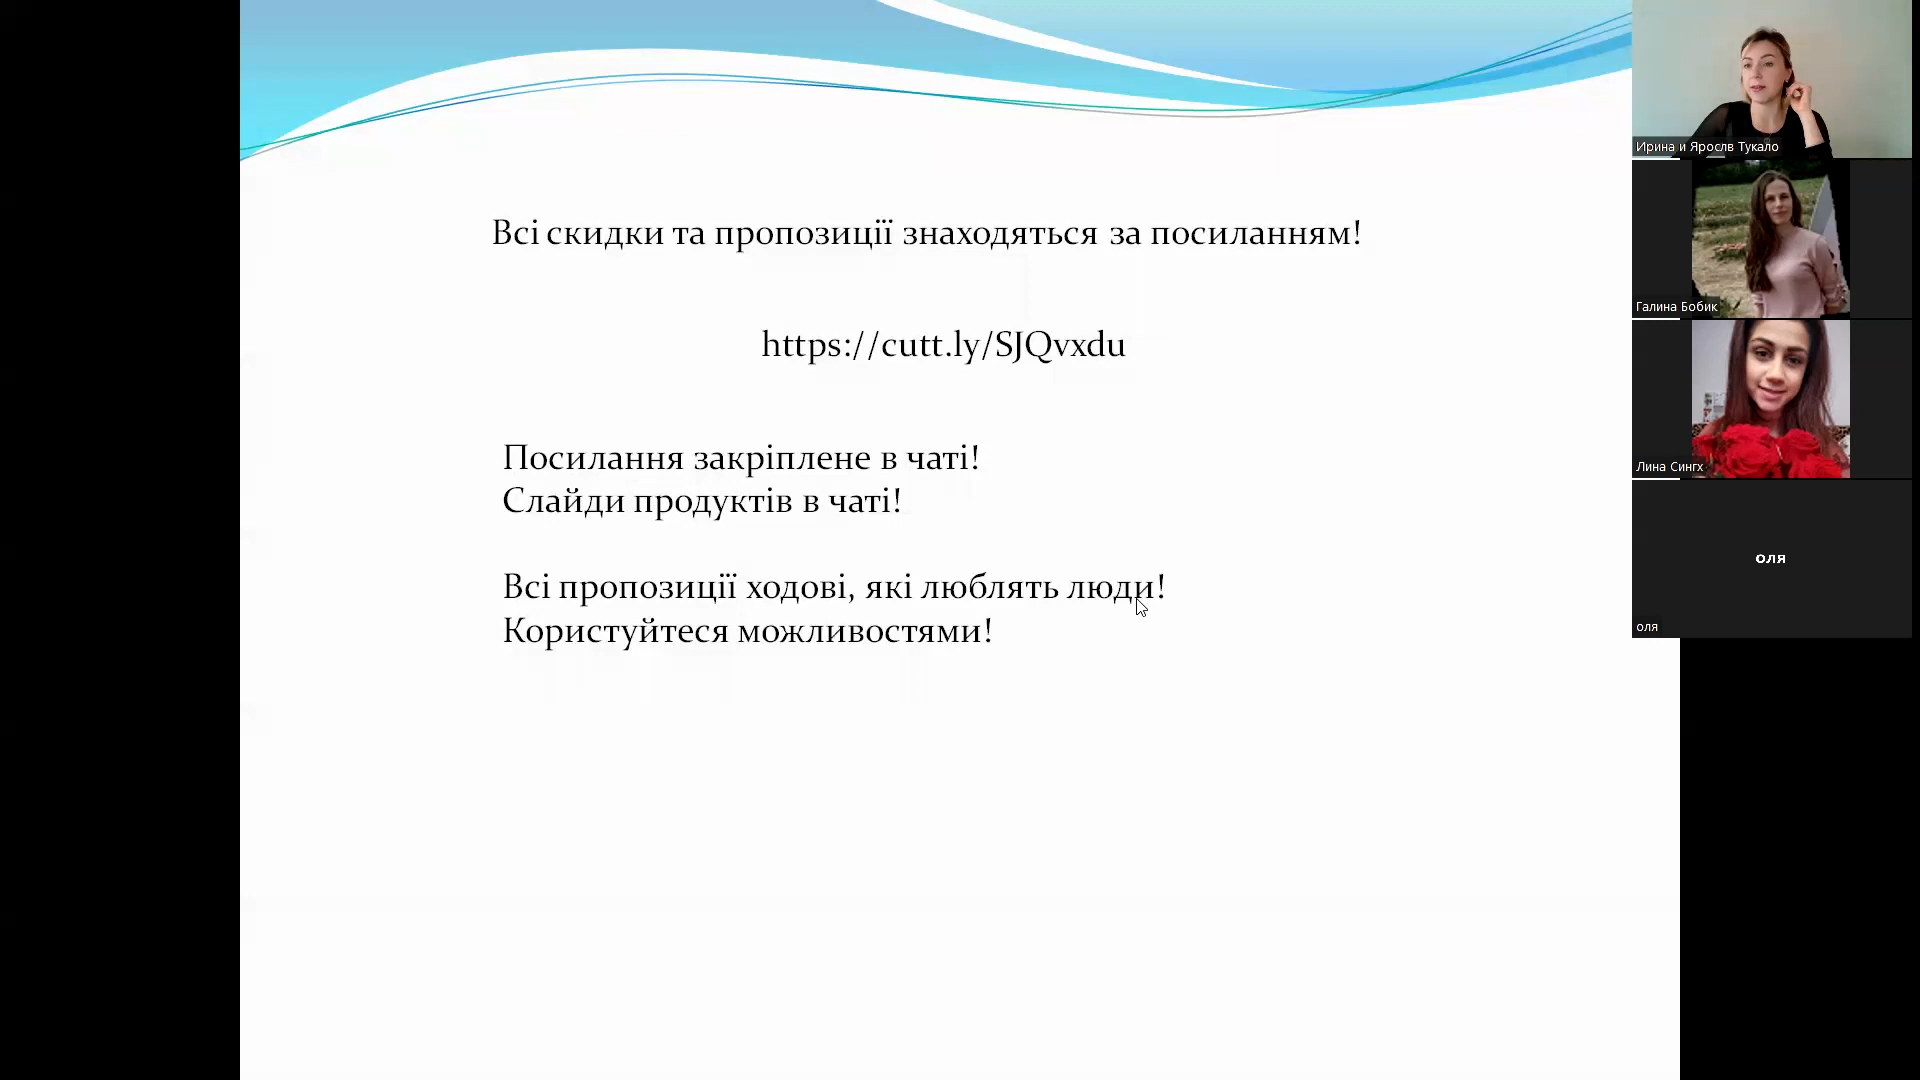 Всі скидки та пропозиції знаходяться за посиланням!
https://cutt.ly/SJQvxdu
Посилання закріплене в чаті!
Слайди продуктів в чаті!
Всі пропозиції ходові, які люблять люди!
Користуйтеся можливостями!
Ирина иЯрослв Тукало
Галина Бобик
Лина Сингх
оля
оля